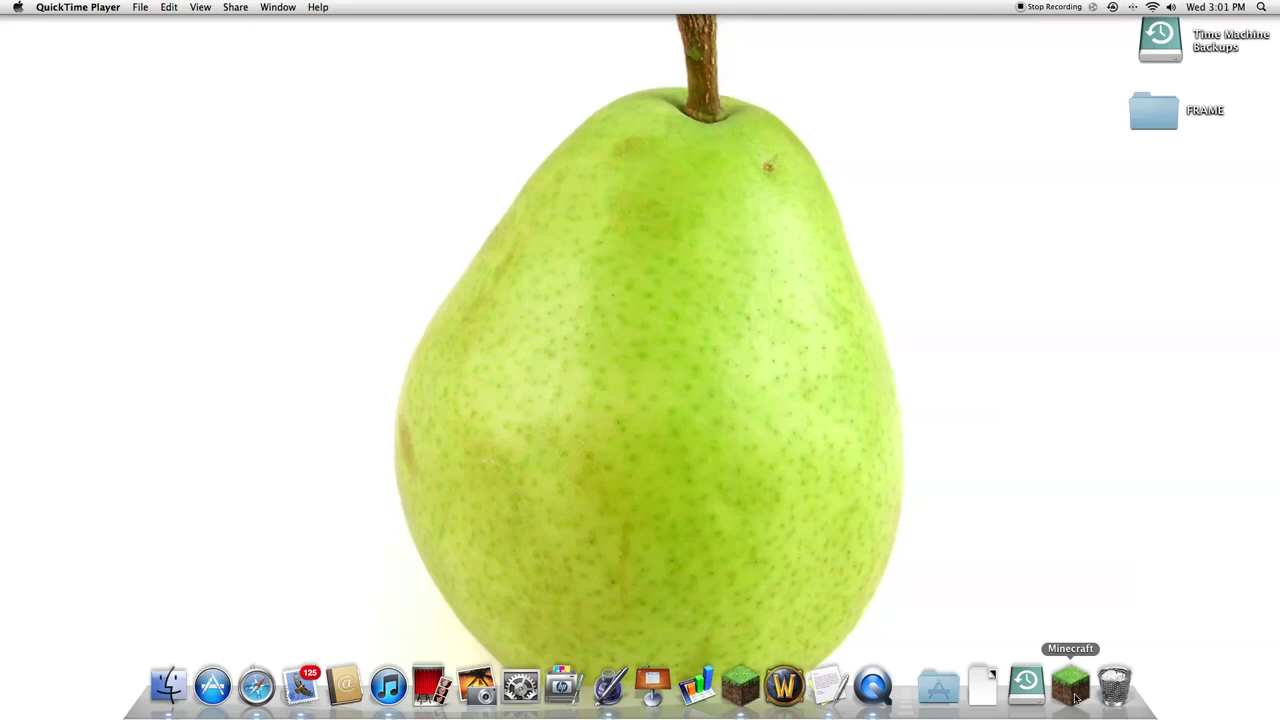 QuickTime Player File Edit View Share Window Help Stop Recording Wed 3:01 PM
Time Machine
Backups
FRAME
Minecraft
125
@
hp
W